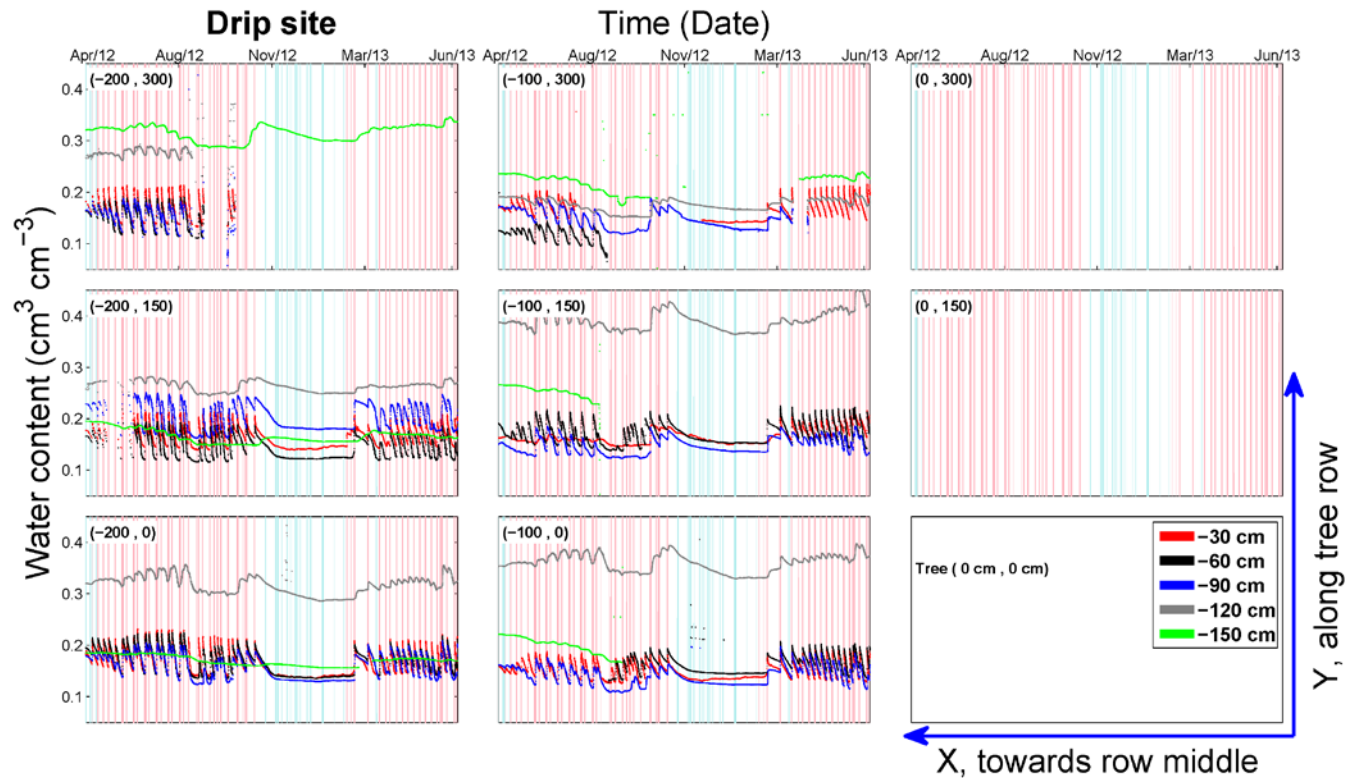 Drip site
Time (Date)
Apr/12 Aug/12 Nov/12 Mar/13 Jun/13
Apr/12 Aug/12 Nov/12 Mar/13 Jun/13
Apr/12 Aug/12 Nov/12 Mar/13 Jun/13
(−200 , 300)
(−100 , 300)
(0 , 300)
0.4
0.3
0.2
0.1
(−200 , 150)
(−100 , 150)
(0 , 150)
0.4
0.3
0.2
0.1
(−200 , 0)
(−100 , 0)
0.4
0.3
0.2
0.1
Water content (cm³ cm⁻³)
Tree ( 0 cm , 0 cm)
−30 cm
−60 cm
−90 cm
−120 cm
−150 cm
Y, along tree row
X, towards row middle